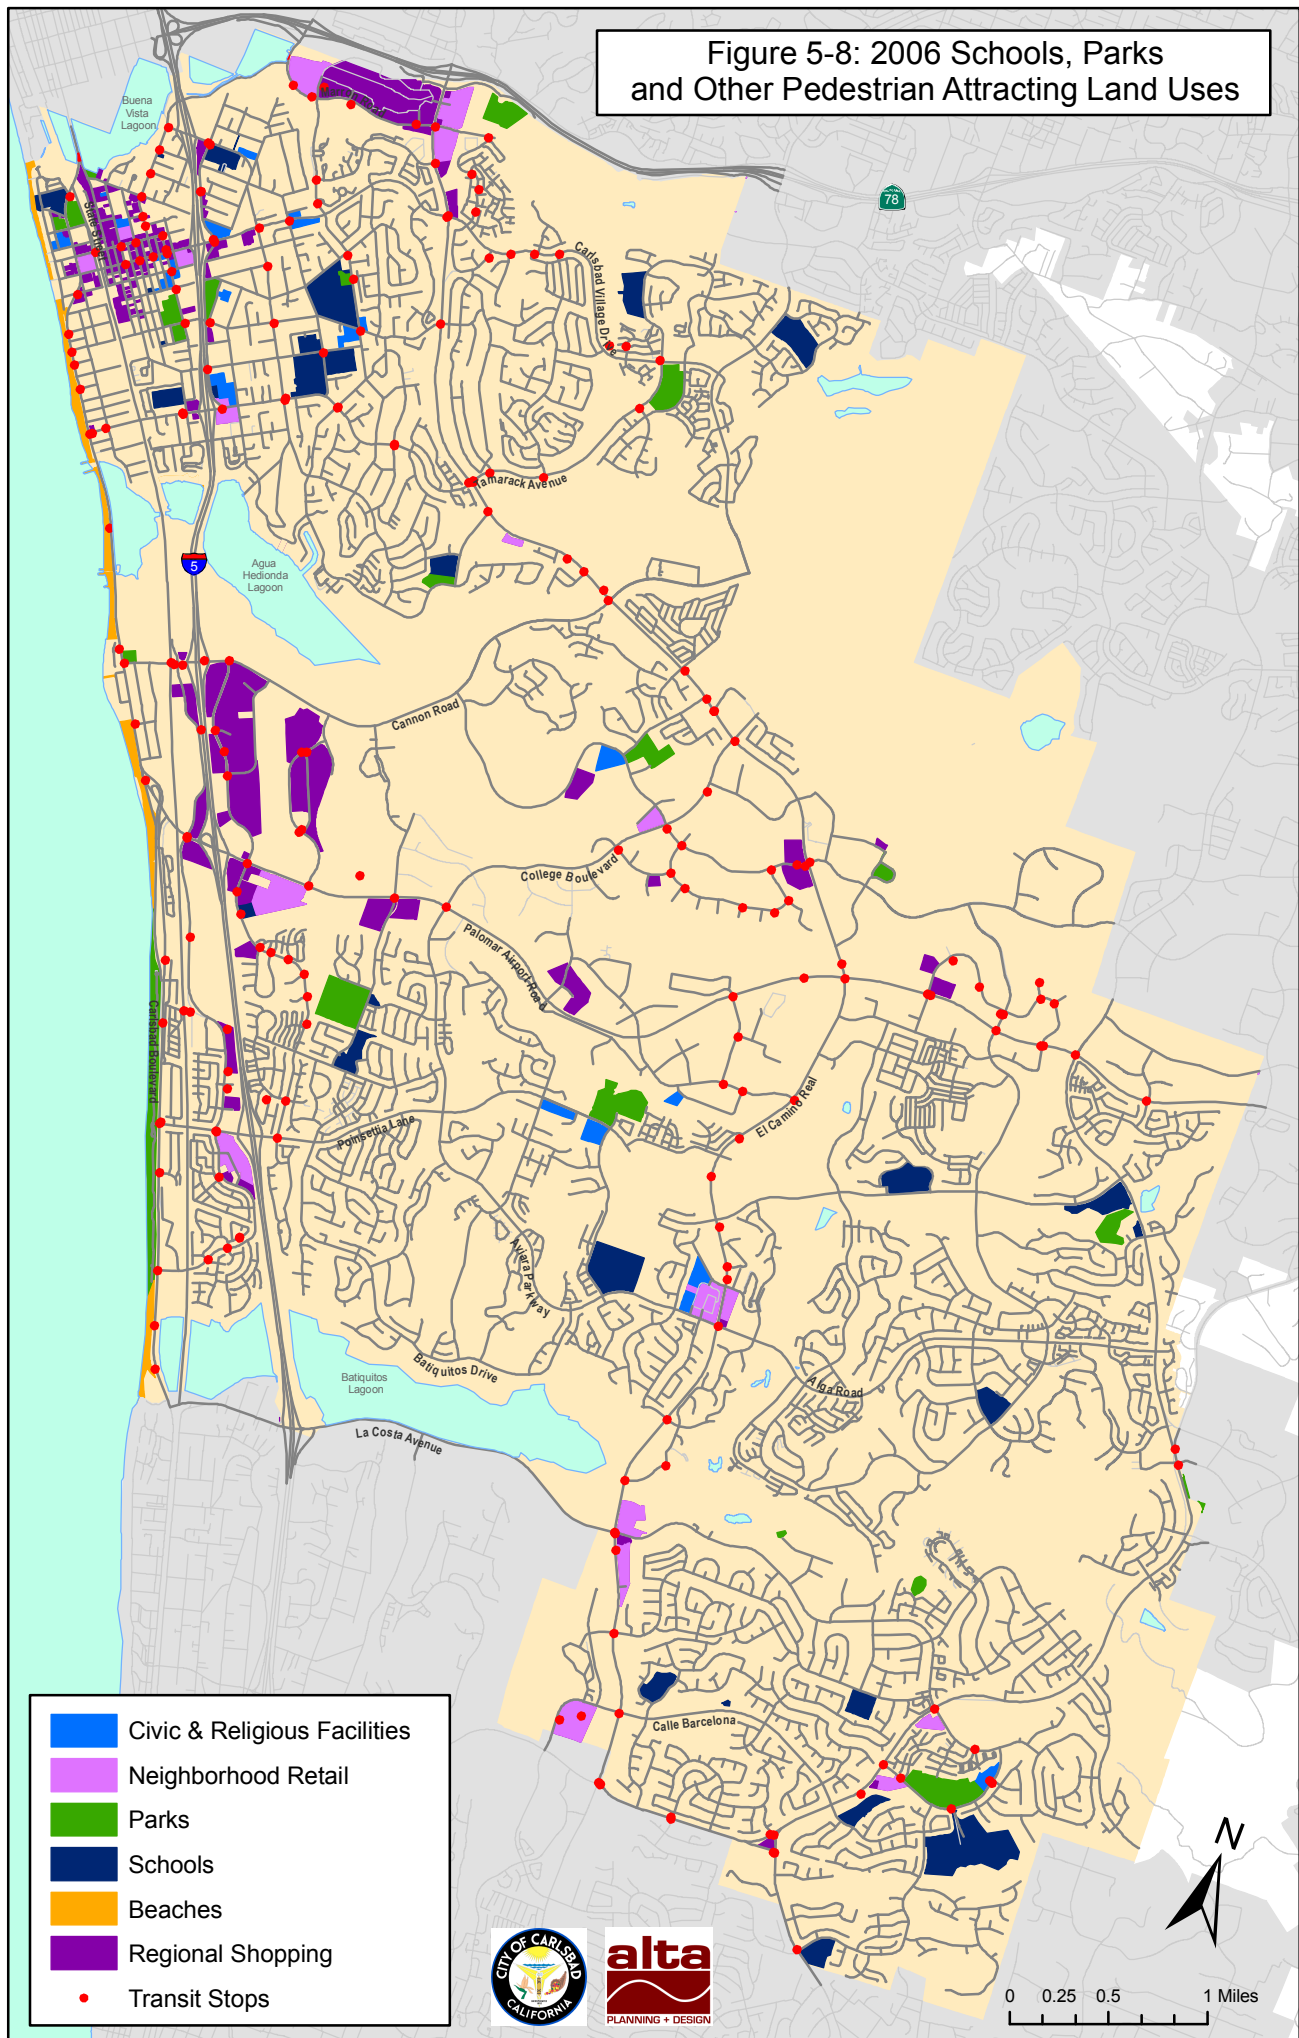 Figure 5-8: 2006 Schools, Parks
and Other Pedestrian Attracting Land Uses
Buena
Vista
Lagoon
78
State Street
Carlsbad Village Drive
Tamarack Avenue
5
Agua
Hedionda
Lagoon
Cannon Road
College Boulevard
Palomar Airport Road
Carlsbad Boulevard
El Camino Real
Poinsettia Lane
Aviara Parkway
Batiquitos Drive
Batiquitos
Lagoon
Alga Road
La Costa Avenue
Calle Barcelona
Civic & Religious Facilities
Neighborhood Retail
Parks
Schools
Beaches
Regional Shopping
Transit Stops
CITY OF CARLSBAD
CALIFORNIA
alta
PLANNING + DESIGN
N
0 0.25 0.5 1 Miles